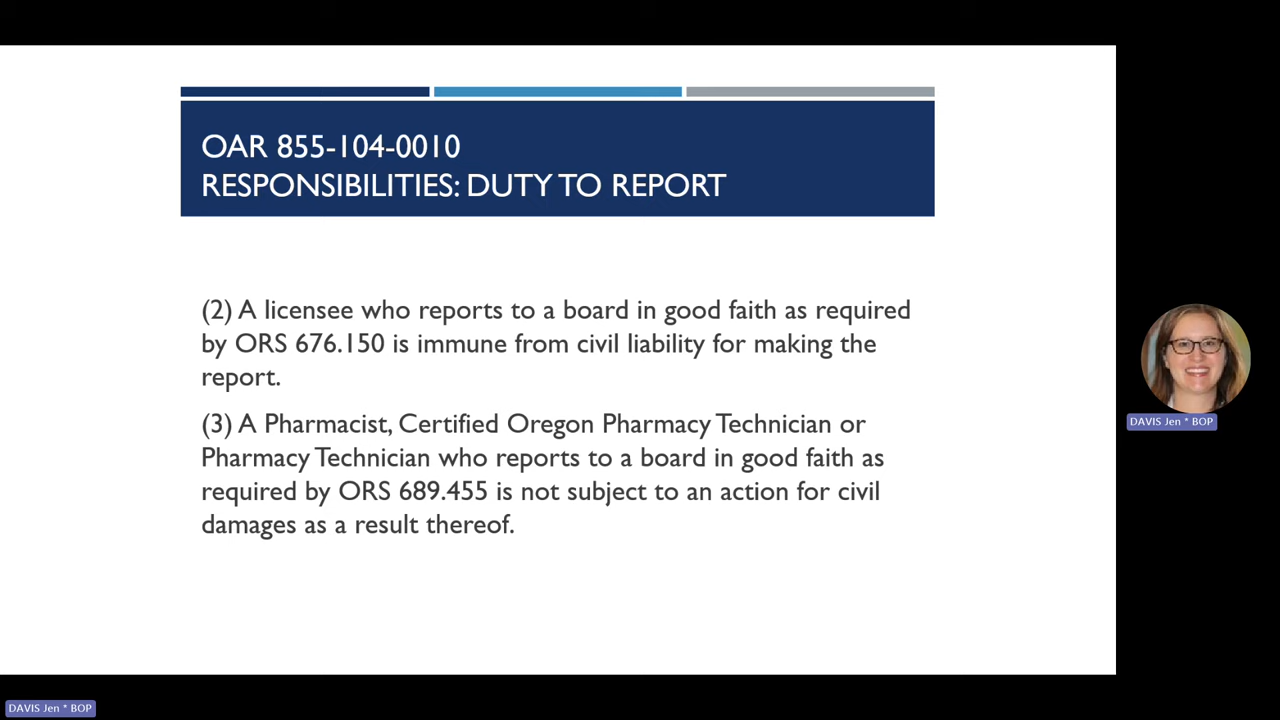 OAR 855-104-0010
RESPONSIBILITIES: DUTY TO REPORT
(2) A licensee who reports to a board in good faith as required
by ORS 676.150 is immune from civil liability for making the
report.
(3) A Pharmacist, Certified Oregon Pharmacy Technician or
Pharmacy Technician who reports to a board in good faith as
required by ORS 689.455 is not subject to an action for civil
damages as a result thereof.
DAVIS Jen * BOP
DAVIS Jen * BOP